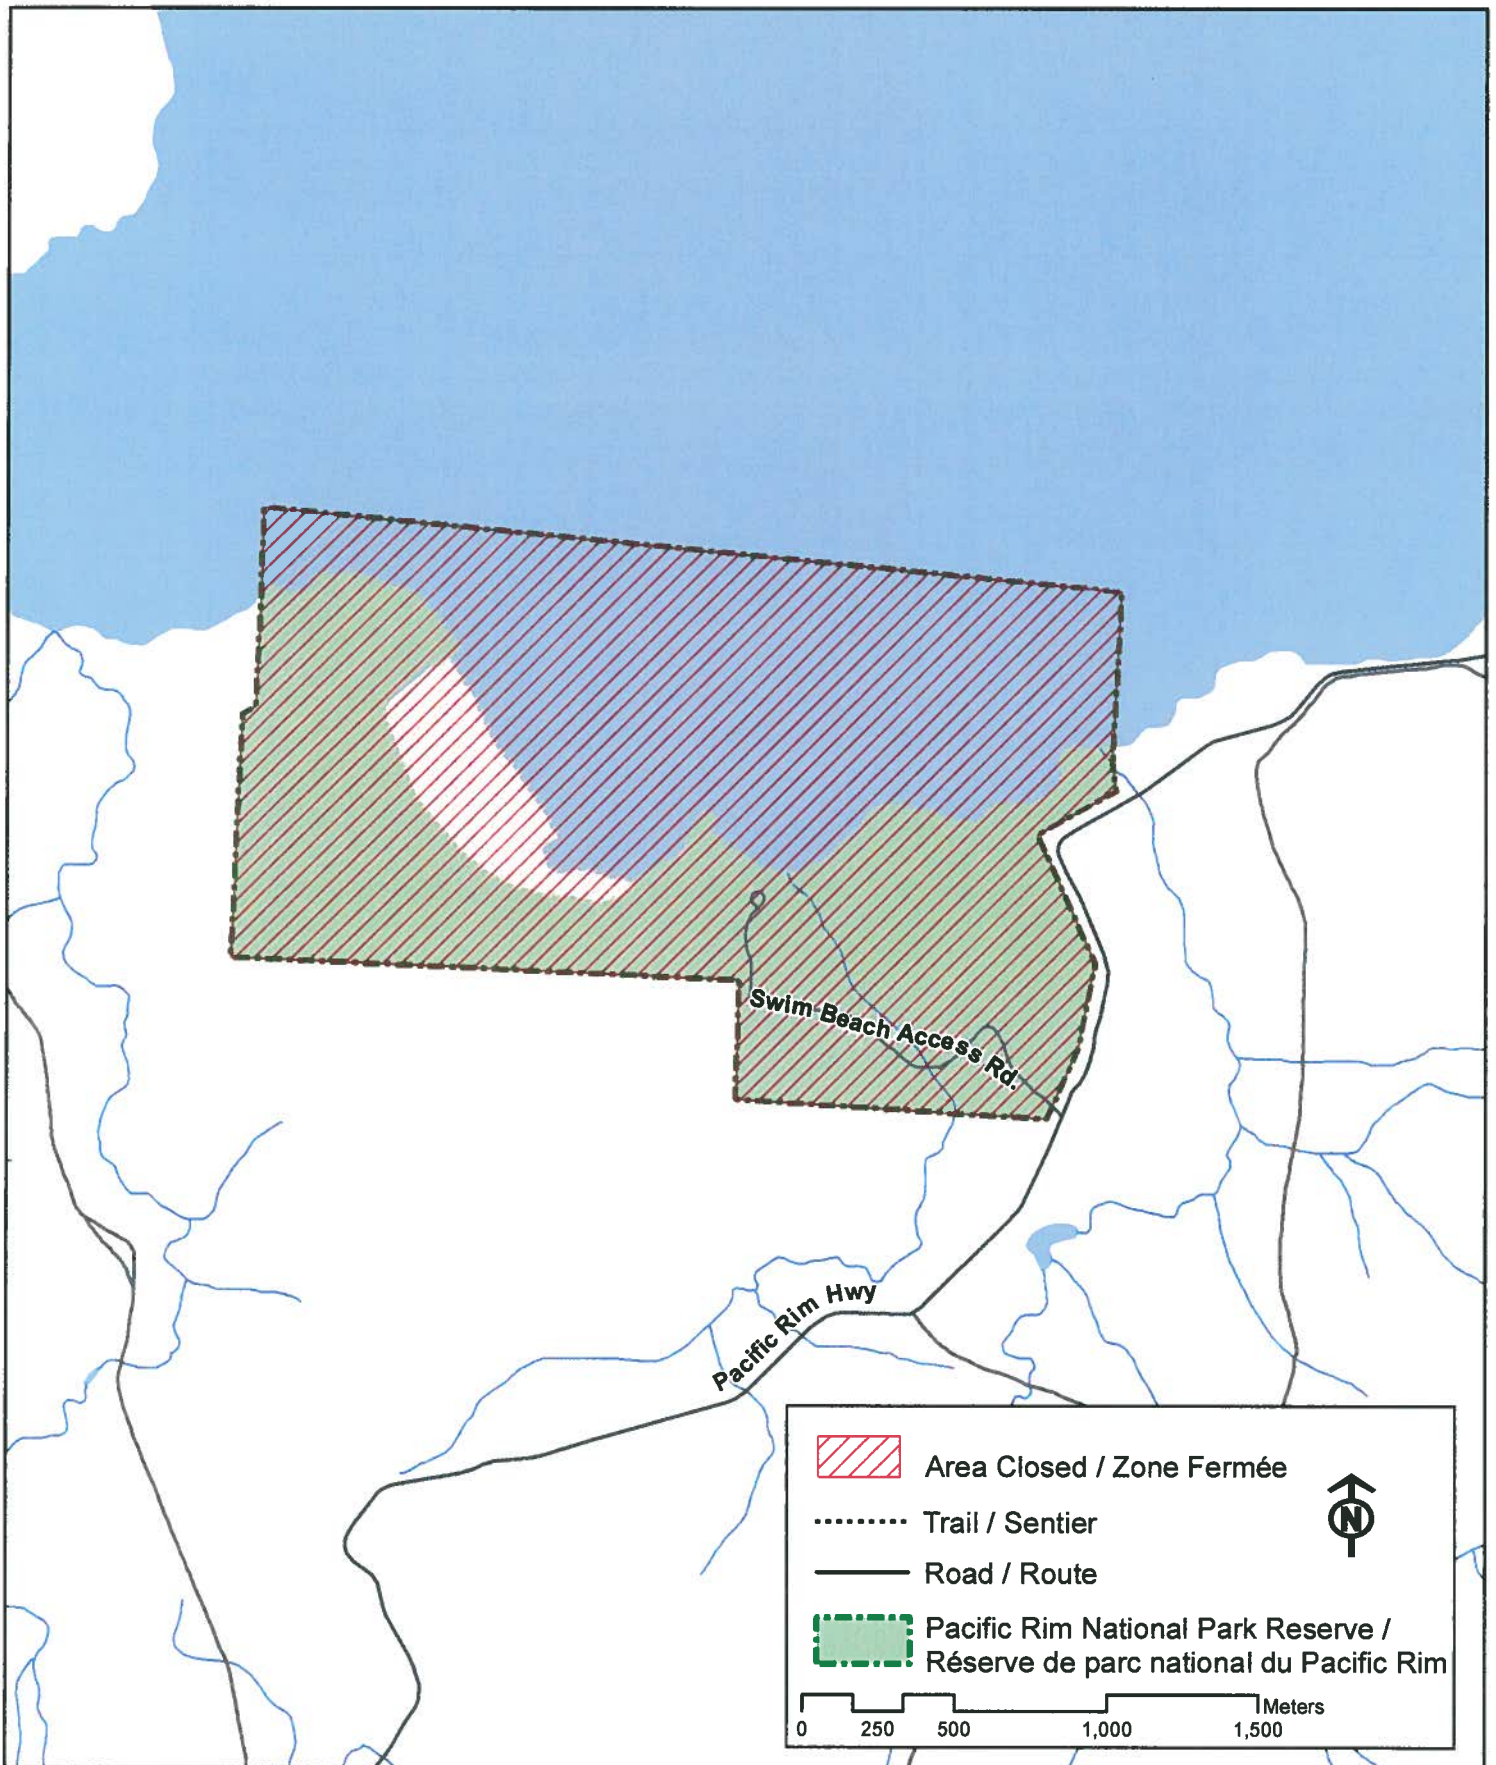 Swim Beach Access Rd.
Pacific Rim Hwy
Area Closed / Zone Fermée
Trail / Sentier
N
Road / Route
Pacific Rim National Park Reserve /
Réserve de parc national du Pacific Rim
Meters
0 250 500 1,000 1,500